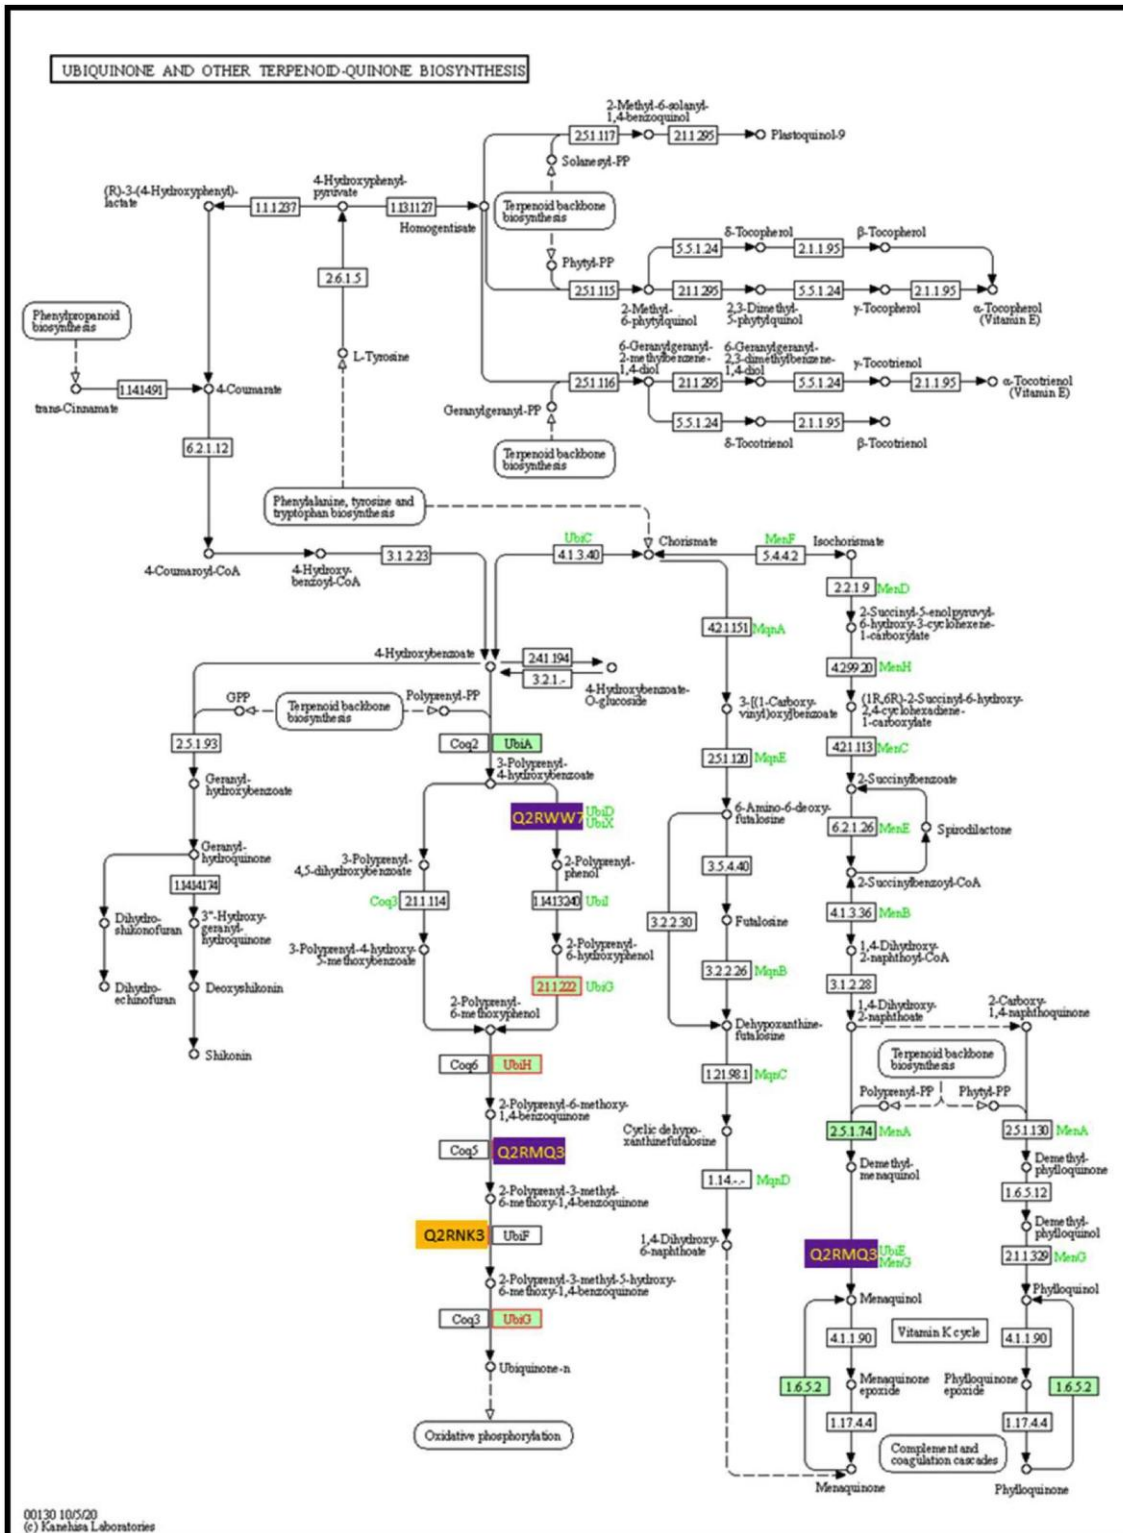 UBIQUINONE AND OTHER TERPENOID-QUINONE BIOSYNTHESIS
2-Methyl-6-solanyl-
1,4-benzoquinol
2.5.1.117
2.1.1.295
Plastoquinol-9
Solanesyl-PP
Terpenoid backbone
biosynthesis
Phytyl-PP
(R)-3-(4-Hydroxyphenyl)-
lactate
1.1.1.237
4-Hydroxyphenyl-
pyruvate
1.13.11.27
Homogentisate
2.6.1.5
L-Tyrosine
δ-Tocopherol
β-Tocopherol
5.5.1.24
2.1.1.95
2.5.1.115
2.1.1.295
5.5.1.24
2.1.1.95
2-Methyl-
6-phytylquinol
2,3-Dimethyl-
5-phytylquinol
γ-Tocopherol
α-Tocopherol
(Vitamin E)
Phenylpropanoid
biosynthesis
trans-Cinnamate
1.14.14.91
4-Coumarate
6.2.1.12
6-Geranylgeranyl-
2-methylbenzene-
1,4-diol
6-Geranylgeranyl-
2,3-dimethylbenzene-
1,4-diol
γ-Tocotrienol
2.5.1.116
2.1.1.295
5.5.1.24
2.1.1.95
α-Tocotrienol
(Vitamin E)
Geranylgeranyl-PP
5.5.1.24
2.1.1.95
δ-Tocotrienol
β-Tocotrienol
Terpenoid backbone
biosynthesis
Phenylalanine, tyrosine and
tryptophan biosynthesis
4-Coumaroyl-CoA
4-Hydroxy-
benzoyl-CoA
3.1.2.23
UbiC
4.1.3.40
Chorismate
MenF
5.4.4.2
Isochorismate
2.2.1.9 MenD
2-Succinyl-5-enolpyruvyl-
6-hydroxy-3-cyclohexene-
1-carboxylate
4.2.99.20 MenH
(1R,6R)-2-Succinyl-6-hydroxy-
2,4-cyclohexadiene-
1-carboxylate
4.2.1.113 MenC
2-Succinylbenzoate
6.2.1.26 MenE
Spirodilactone
2-Succinylbenzoyl-CoA
4.1.3.36 MenB
1,4-Dihydroxy-
2-naphthoyl-CoA
3.1.2.28
1,4-Dihydroxy-
2-naphthoate
2-Carboxy-
1,4-naphthoquinone
Terpenoid backbone
biosynthesis
Polyprenyl-PP
Phytyl-PP
2.5.1.74 MenA
2.5.1.130 MenA
Demethyl-
menaquinol
Demethyl-
phylloquinone
1.6.5.12
Demethyl-
phylloquinol
Q2RMQ3 UbiE
MenG
2.1.1.329 MenG
Menaquinol
Phylloquinol
4.1.1.90
Vitamin K cycle
4.1.1.90
1.6.5.2
Menaquinone
epoxide
Phylloquinone
epoxide
1.6.5.2
1.17.4.4
1.17.4.4
Complement and
coagulation cascades
Menaquinone
Phylloquinone
4.2.1.151 MqnA
3-[(1-Carboxy-
vinyl)oxy]benzoate
2.5.1.120 MqnE
6-Amino-6-deoxy-
futalosine
3.5.4.40
3.2.2.30
Futalosine
3.2.2.26 MqnB
Dehypoxanthine-
futalosine
1.21.98.1 MqnC
Cyclic dehypo-
xanthinefutalosine
1.14.-.- MqnD
1,4-Dihydroxy-
6-naphthoate
4-Hydroxybenzoate
2.4.1.194
3.2.1.-
4-Hydroxybenzoate-
O-glucoside
GPP
Terpenoid backbone
biosynthesis
Polyprenyl-PP
2.5.1.93
Coq2 UbiA
3-Polyprenyl-
4-hydroxybenzoate
Geranyl-
hydroxybenzoate
Q2RWW7 UbiD
UbiX
Geranyl-
hydroquinone
3-Polyprenyl-
4,5-dihydroxybenzoate
2-Polyprenyl-
phenol
1.14.14.174
Coq3 2.1.1.114
1.14.13.240 UbiI
Dihydro-
shikonofuran
3"-Hydroxy-
geranyl-
hydroquinone
3-Polyprenyl-4-hydroxy-
5-methoxybenzoate
2-Polyprenyl-
6-hydroxyphenol
Dihydro-
echinofuran
Deoxyshikonin
2.1.1.222 UbiG
2-Polyprenyl-
6-methoxyphenol
Shikonin
Coq6 UbiH
2-Polyprenyl-6-methoxy-
1,4-benzoquinone
Coq5 Q2RMQ3
2-Polyprenyl-3-methyl-
6-methoxy-1,4-benzoquinone
Q2RNK3 UbiF
2-Polyprenyl-3-methyl-5-hydroxy-
6-methoxy-1,4-benzoquinone
Coq3 UbiG
Ubiquinone-n
Oxidative phosphorylation
00130 10/5/20
(c) Kanehisa Laboratories